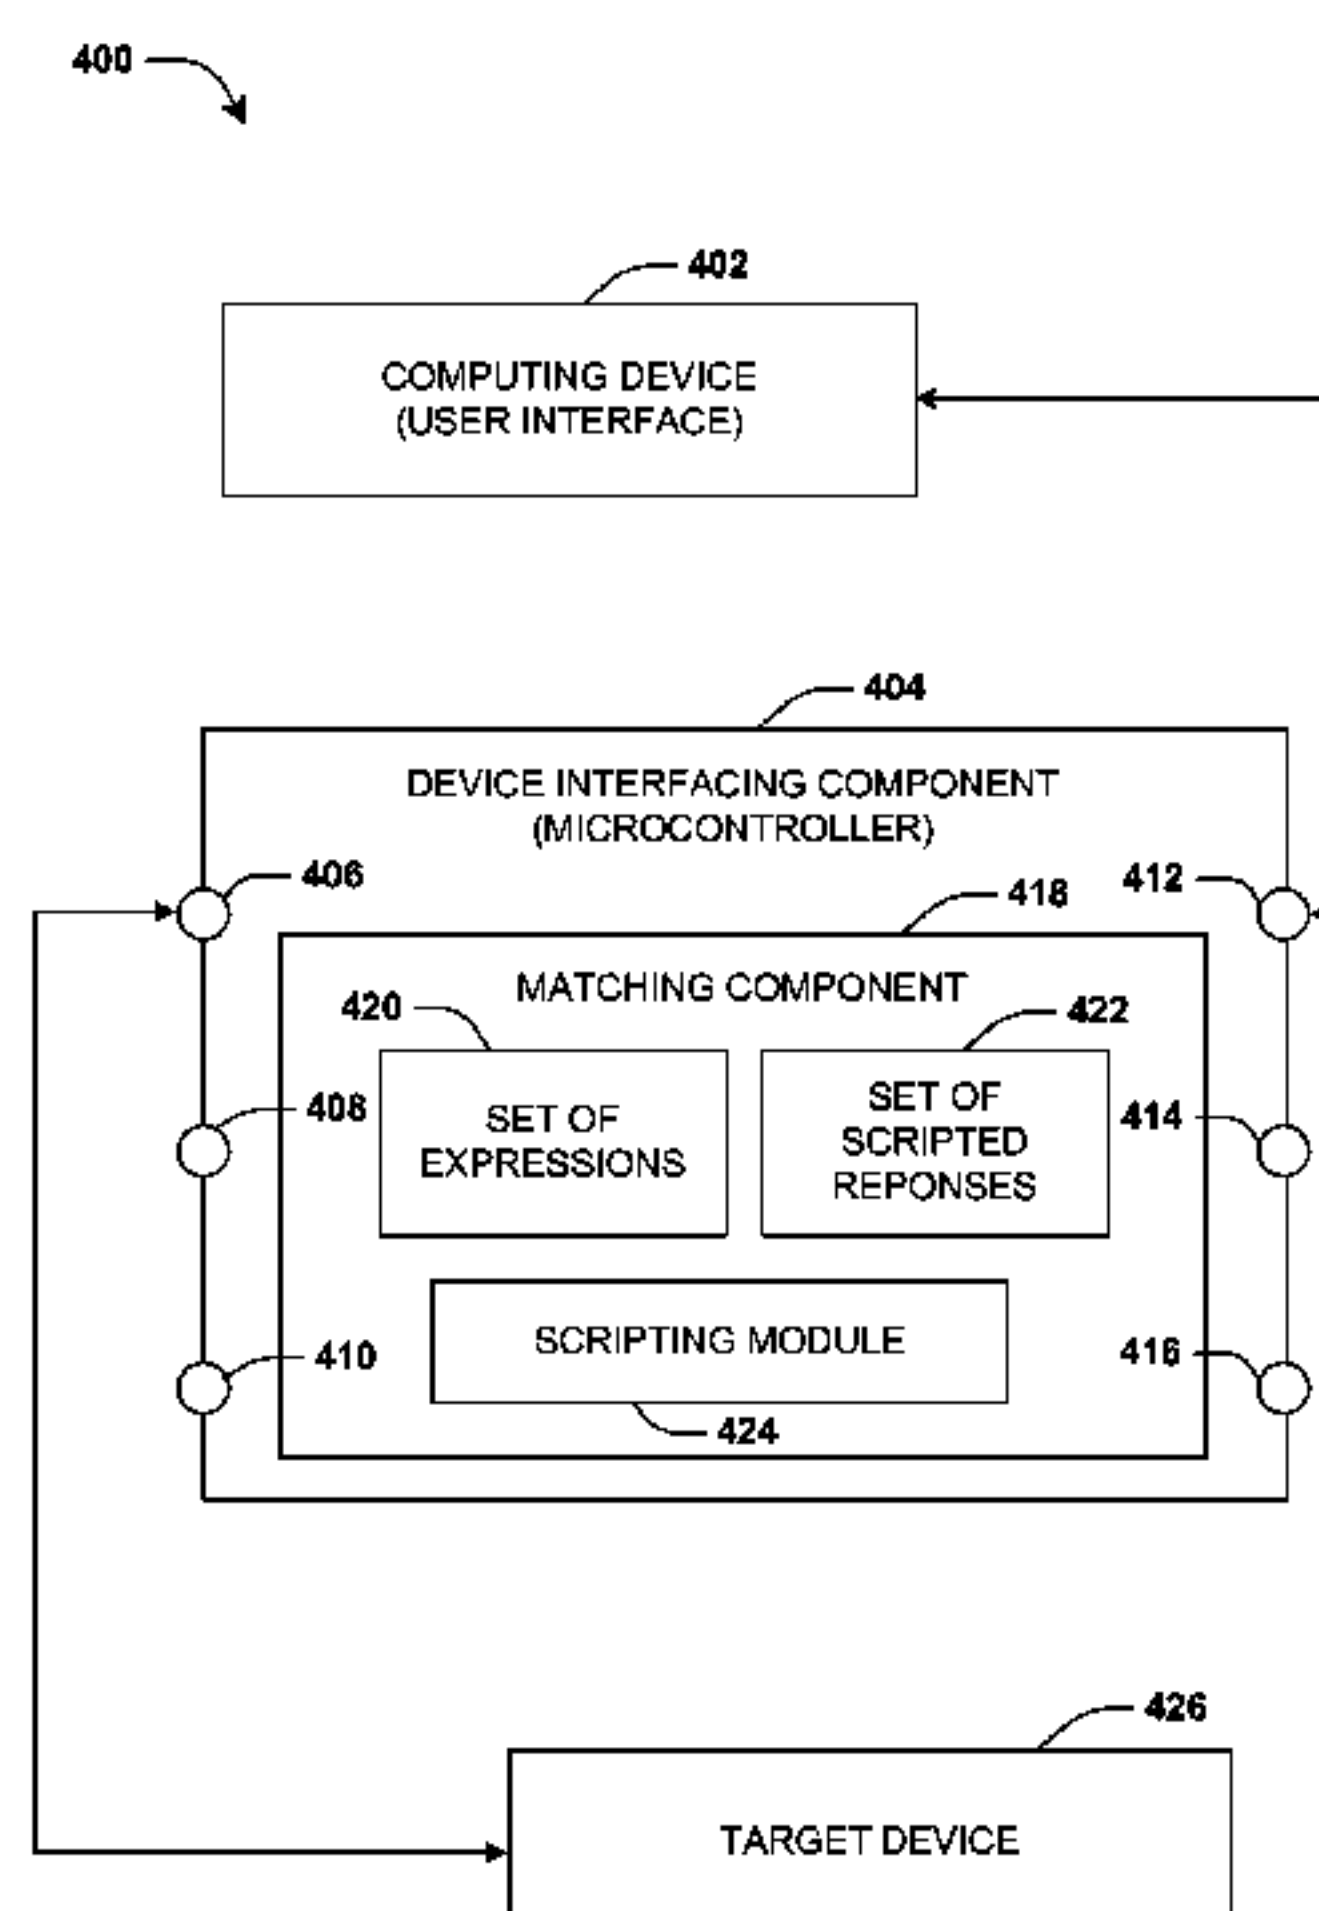 400
402
COMPUTING DEVICE
(USER INTERFACE)
404
DEVICE INTERFACING COMPONENT
(MICROCONTROLLER)
406
412
418
MATCHING COMPONENT
420
422
SET OF
EXPRESSIONS
SET OF
SCRIPTED
REPONSES
408
414
SCRIPTING MODULE
410
416
424
426
TARGET DEVICE